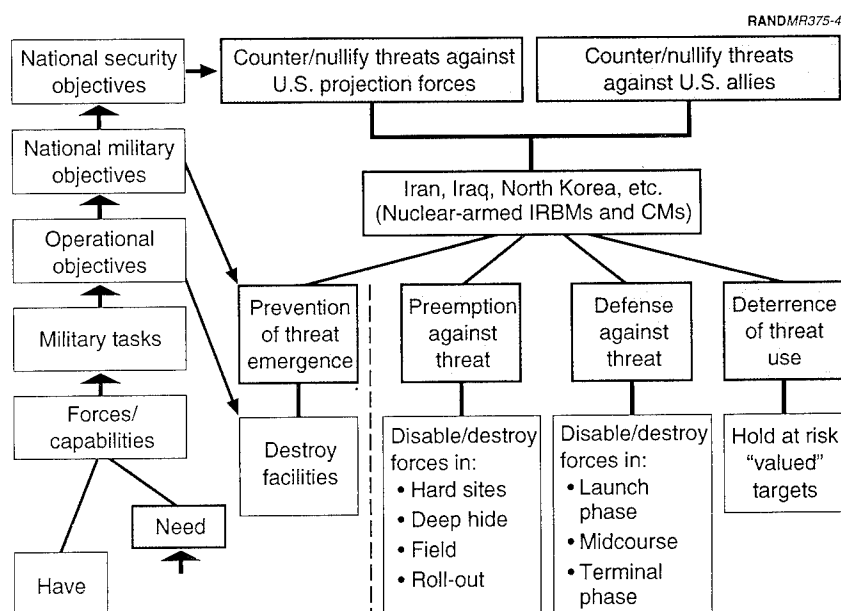 RANDMR375-4
National security
objectives
Counter/nullify threats against
U.S. projection forces
Counter/nullify threats
against U.S. allies
National military
objectives
Iran, Iraq, North Korea, etc.
(Nuclear-armed IRBMs and CMs)
Operational
objectives
Prevention
of threat
emergence
Preemption
against
threat
Defense
against
threat
Deterrence
of threat
use
Military tasks
Forces/
capabilities
Destroy
facilities
Disable/destroy
forces in:
• Hard sites
• Deep hide
• Field
• Roll-out
Disable/destroy
forces in:
• Launch
phase
• Midcourse
• Terminal
phase
Hold at risk
“valued”
targets
Need
Have